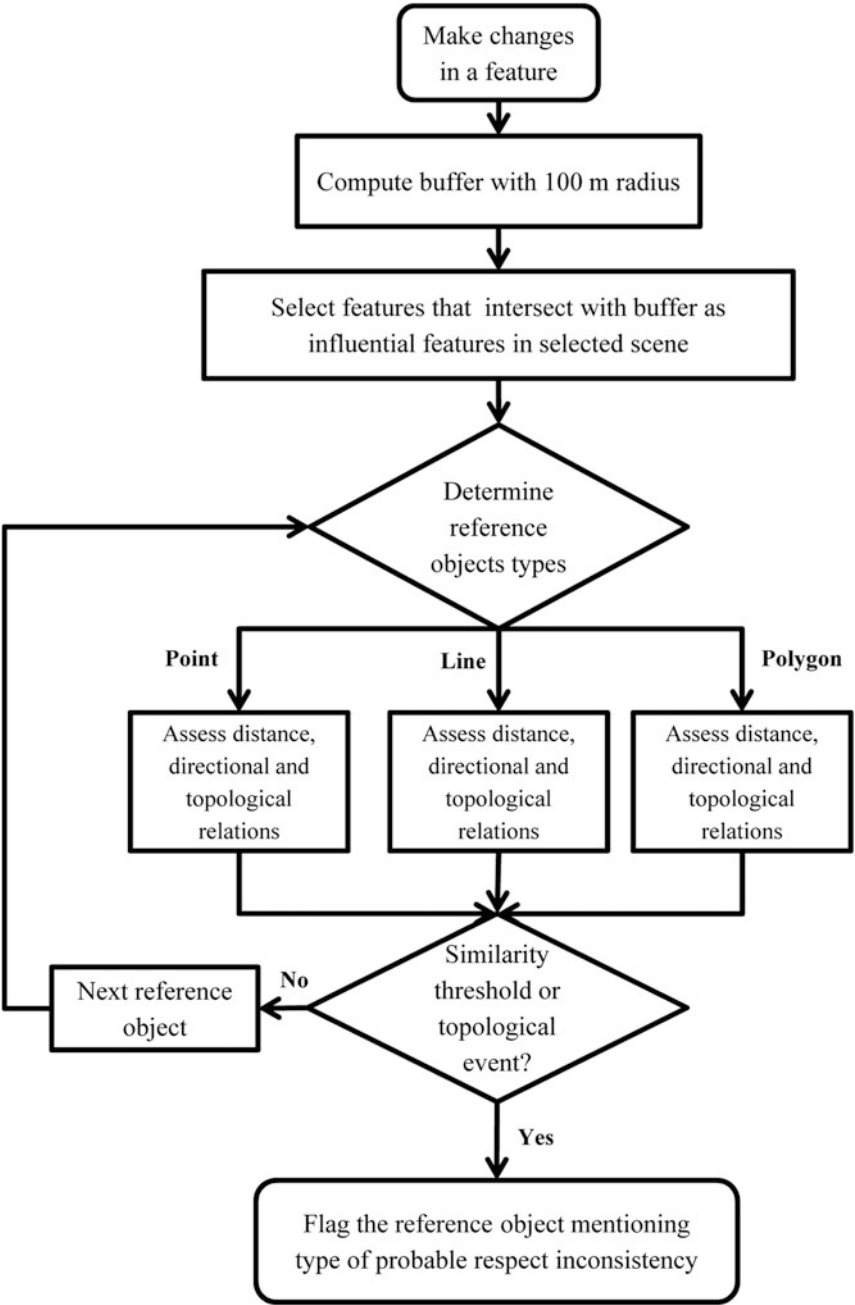 Make changes
in a feature
Compute buffer with 100 m radius
Select features that intersect with buffer as
influential features in selected scene
Determine
reference
objects types
Point
Line
Polygon
Assess distance,
directional and
topological
relations
Assess distance,
directional and
topological
relations
Assess distance,
directional and
topological
relations
Similarity
threshold or
topological
event?
No
Next reference
object
Yes
Flag the reference object mentioning
type of probable respect inconsistency